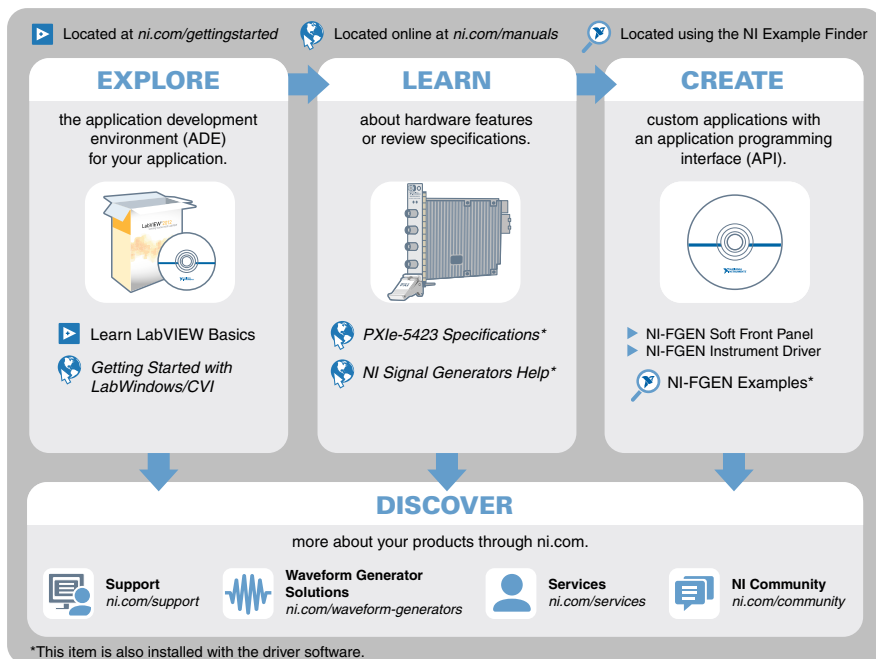 Located at ni.com/gettingstarted
Located online at ni.com/manuals
Located using the NI Example Finder
EXPLORE
the application development
environment (ADE)
for your application.
LabVIEW
Learn LabVIEW Basics
Getting Started with
LabWindows/CVI
LEARN
about hardware features
or review specifications.
PXIe-5423 Specifications*
NI Signal Generators Help*
CREATE
custom applications with
an application programming
interface (API).
NI-FGEN Soft Front Panel
NI-FGEN Instrument Driver
NI-FGEN Examples*
DISCOVER
more about your products through ni.com.
Support
ni.com/support
Waveform Generator
Solutions
ni.com/waveform-generators
Services
ni.com/services
NI Community
ni.com/community
*This item is also installed with the driver software.